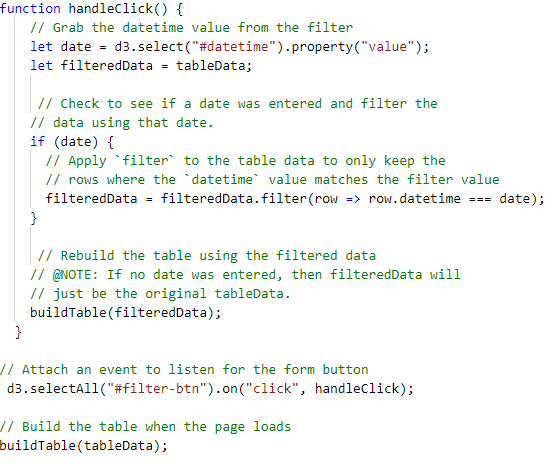 function handleClick() {
    // Grab the datetime value from the filter
    let date = d3.select("#datetime").property("value");
    let filteredData = tableData;

     // Check to see if a date was entered and filter the
    // data using that date.
    if (date) {
      // Apply `filter` to the table data to only keep the
      // rows where the `datetime` value matches the filter value
      filteredData = filteredData.filter(row => row.datetime === date);
    }

     // Rebuild the table using the filtered data
    // @NOTE: If no date was entered, then filteredData will
    // just be the original tableData.
    buildTable(filteredData);
  }

// Attach an event to listen for the form button
 d3.selectAll("#filter-btn").on("click", handleClick);

// Build the table when the page loads
buildTable(tableData);